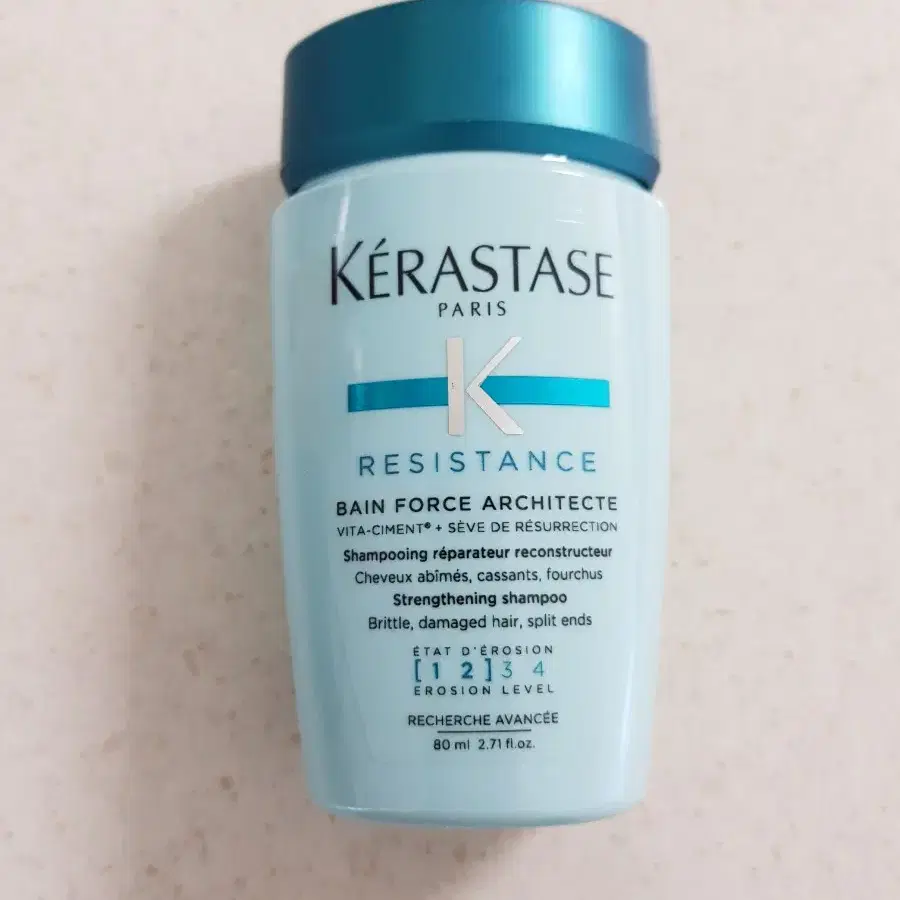 KÉRASTASE
PARIS
K
RESISTANCE
BAIN FORCE ARCHITECTE
VITA-CIMENT® + SÈVE DE RÉSURRECTION
Shampooing réparateur reconstructeur
Cheveux abîmés, cassants, fourchus
Strengthening shampoo
Brittle, damaged hair, split ends
ÉTAT D'ÉROSION
[1 2] 3 4
EROSION LEVEL
RECHERCHE AVANCÉE
80 ml 2.71 fl.oz.